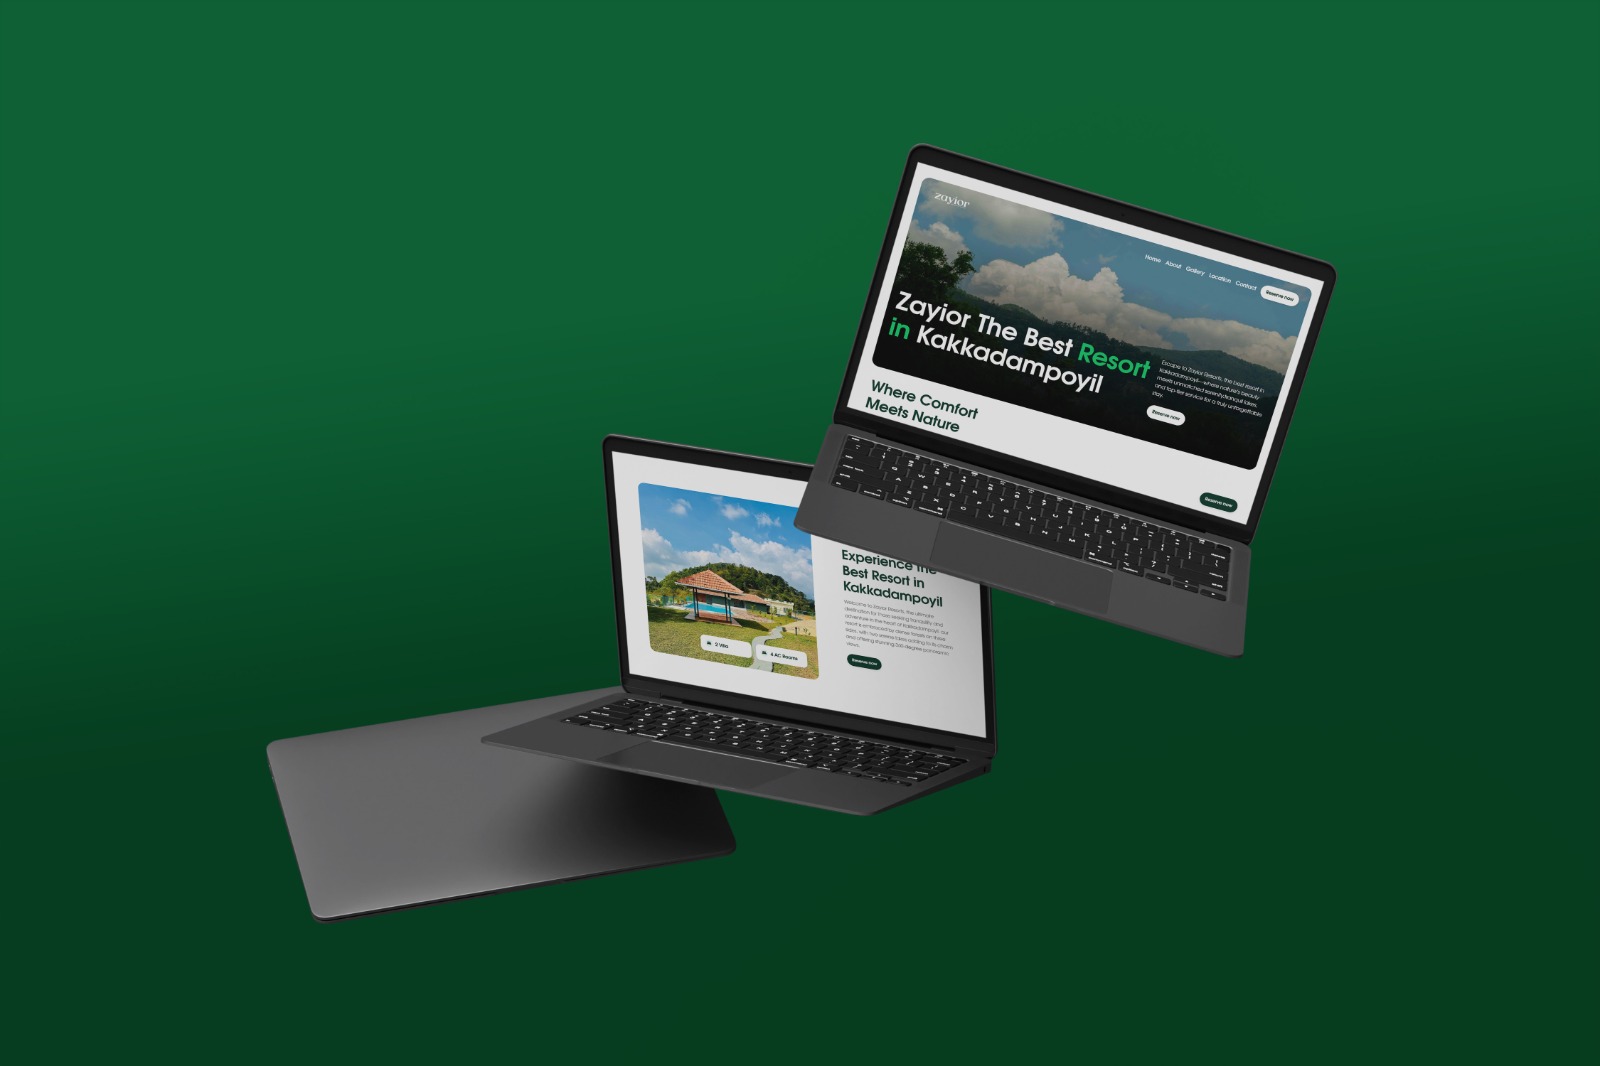 zayior
Home About Gallery Location Contact Reserve now
Zayior The Best Resort
in Kakkadampoyil
Escape to Zayior Resorts, the best resort in
Kakkadampoyil—where nature's beauty
meets unmatched serenity,tranquil lakes,
and top-tier service for a truly unforgettable
stay.
Reserve now
Where Comfort
Meets Nature
Reserve now
2 Villa
4 AC Rooms
Experience the
Best Resort in
Kakkadampoyil
Welcome to Zayior Resorts, the ultimate
destination for those seeking tranquility and
adventure in the heart of Kakkadampoyil. Our
resort is embraced by dense forests on three
sides, with two serene lakes adding to its charm
and offering stunning 360-degree panoramic
views.
Reserve now